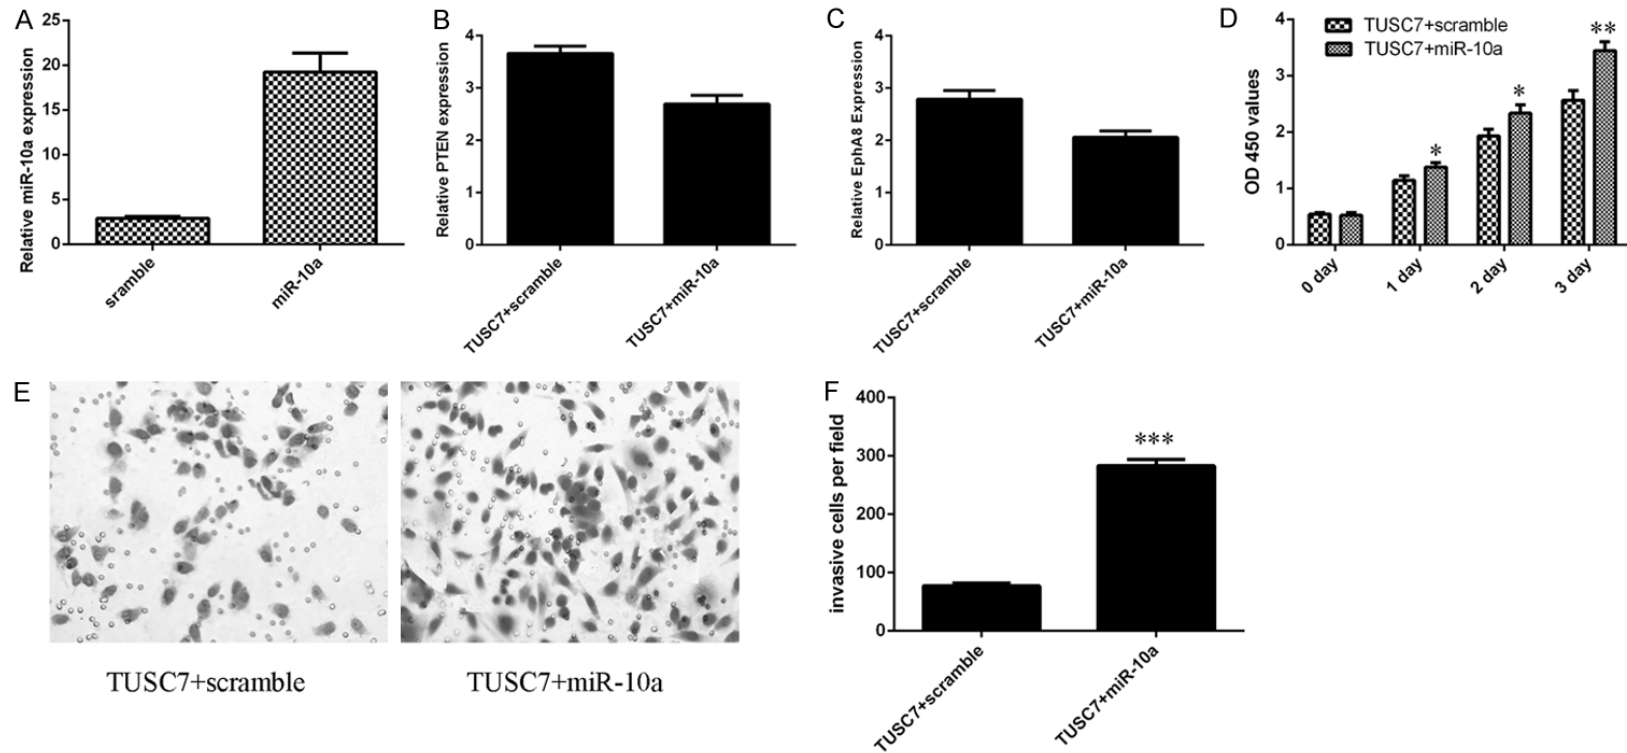 A
Relative miR-10a expression
25
20
15
10
5
0
sramble
miR-10a
B
Relative PTEN expression
4
3
2
1
0
TUSC7+scramble
TUSC7+miR-10a
C
Relative EphA8 Expression
4
3
2
1
0
TUSC7+scramble
TUSC7+miR-10a
D
OD 450 values
4
3
2
1
0
TUSC7+scramble
TUSC7+miR-10a
*
*
**
0 day
1 day
2 day
3 day
E
TUSC7+scramble
TUSC7+miR-10a
F
invasive cells per field
400
300
200
100
0
***
TUSC7+scramble
TUSC7+miR-10a